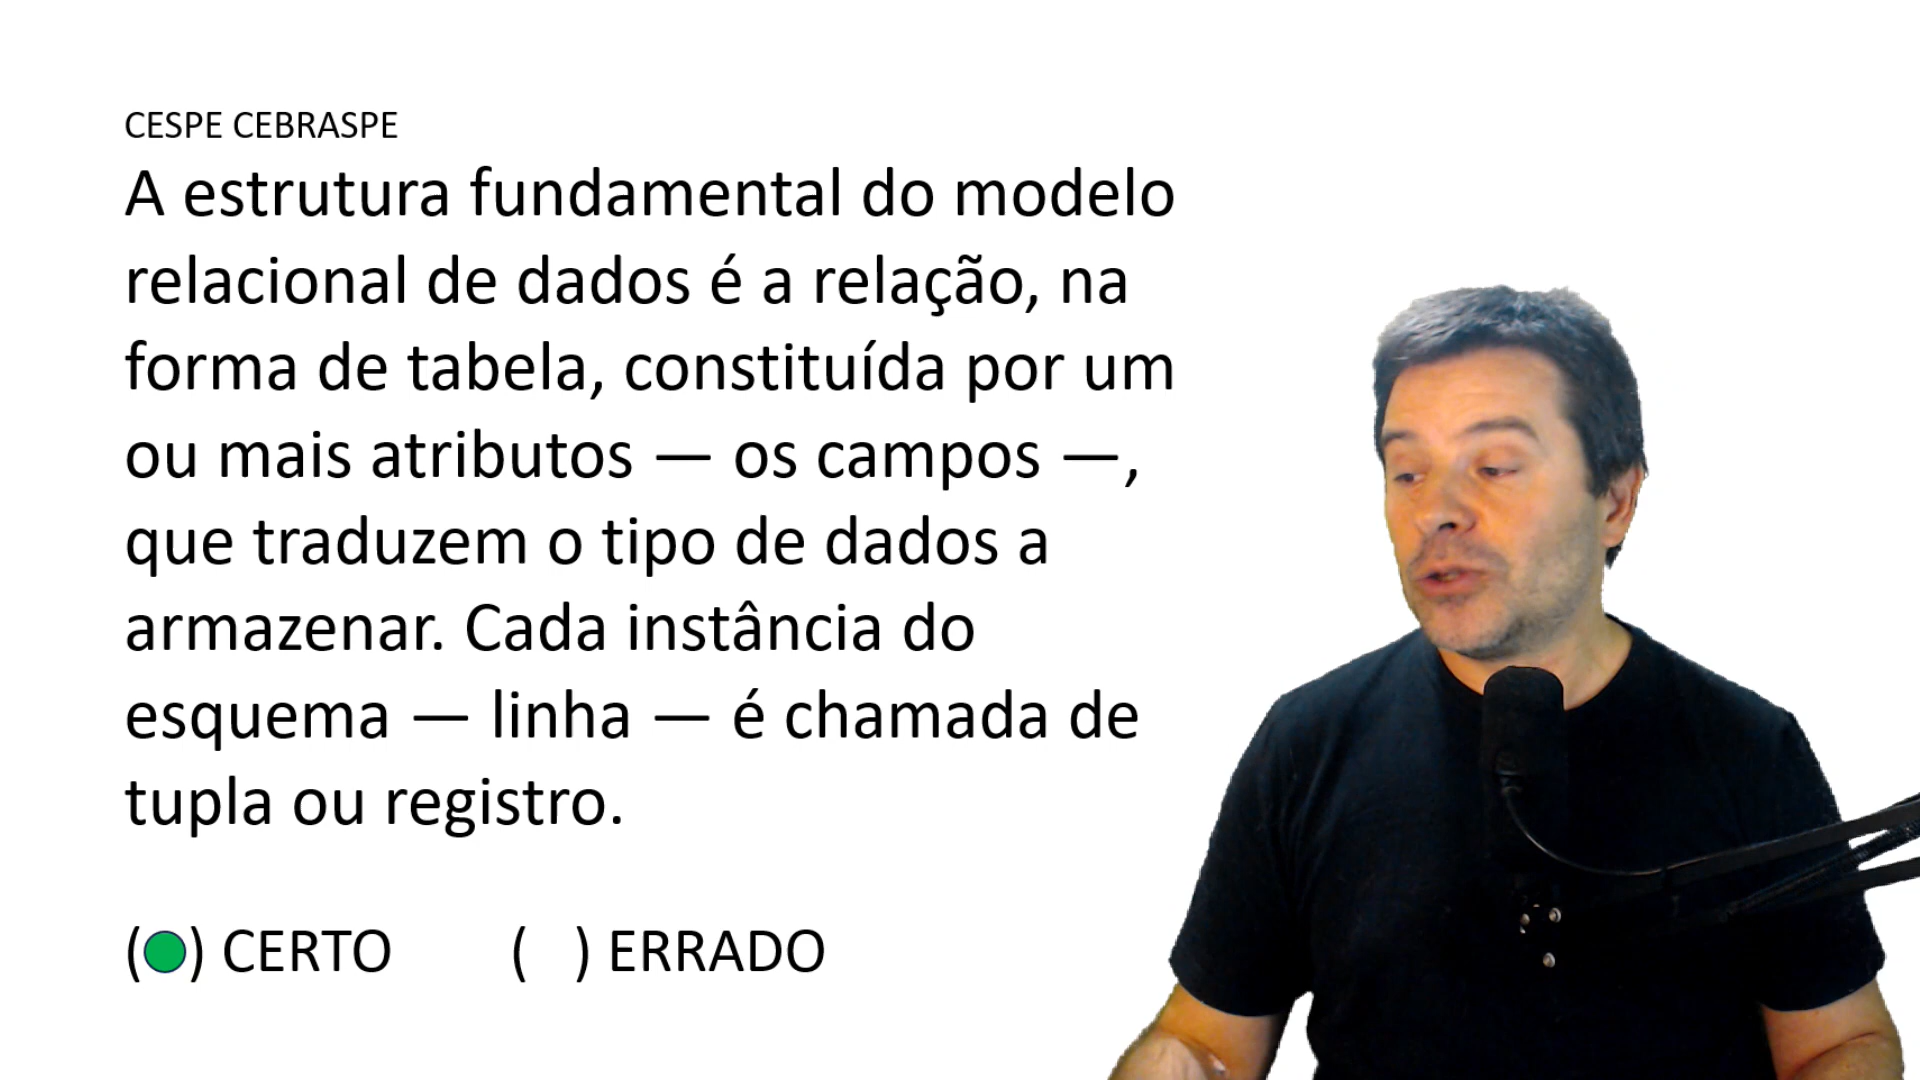 CESPE CEBRASPE
A estrutura fundamental do modelo
relacional de dados é a relação, na
forma de tabela, constituída por um
ou mais atributos — os campos —,
que traduzem o tipo de dados a
armazenar. Cada instância do
esquema — linha — é chamada de
tupla ou registro.
( ) CERTO ( ) ERRADO